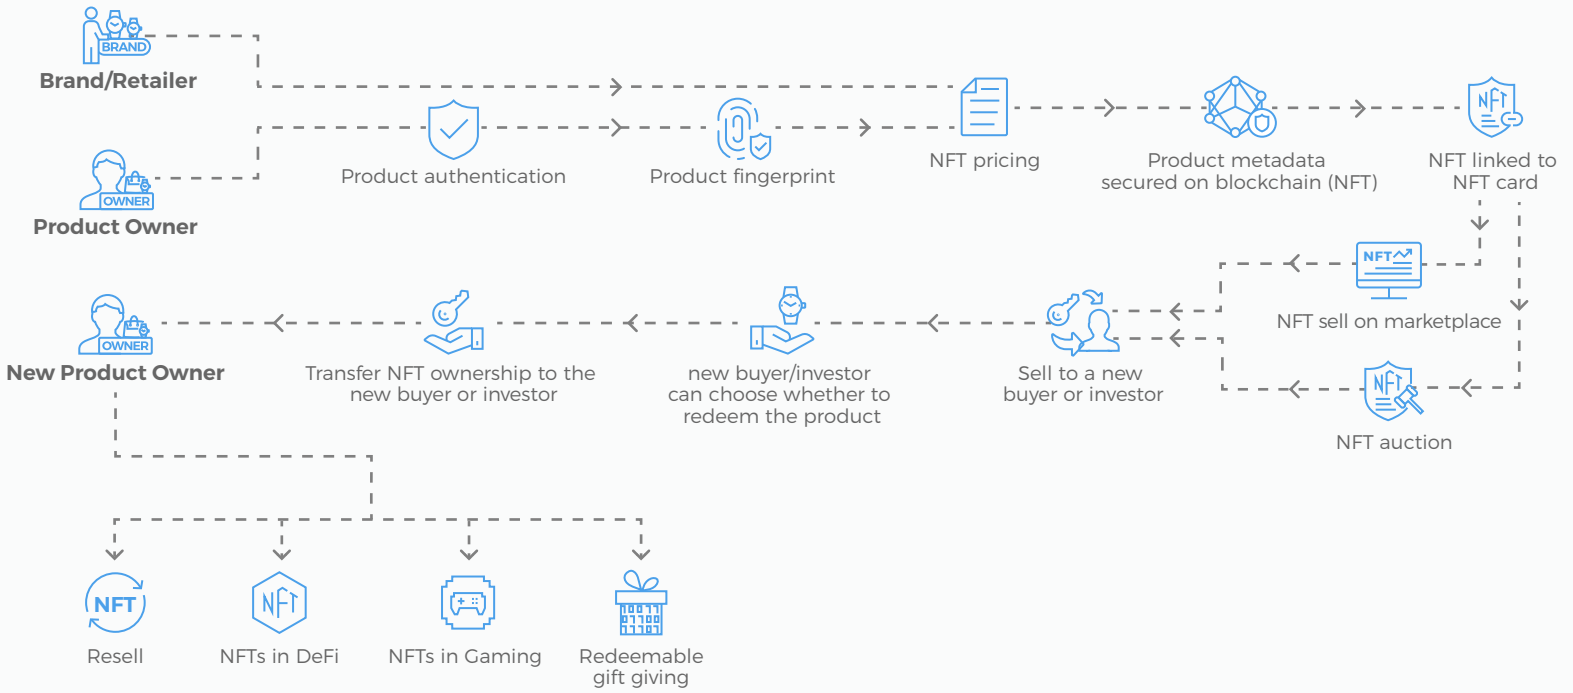 BRAND
Brand/Retailer
OWNER
Product Owner
Product authentication
Product fingerprint
NFT pricing
Product metadata
secured on blockchain (NFT)
NFT
NFT linked to
NFT card
NFT
NFT sell on marketplace
NFT
NFT auction
Sell to a new
buyer or investor
new buyer/investor
can choose whether to
redeem the product
Transfer NFT ownership to the
new buyer or investor
OWNER
New Product Owner
NFT
Resell
NFT
NFTs in DeFi
NFTs in Gaming
Redeemable
gift giving